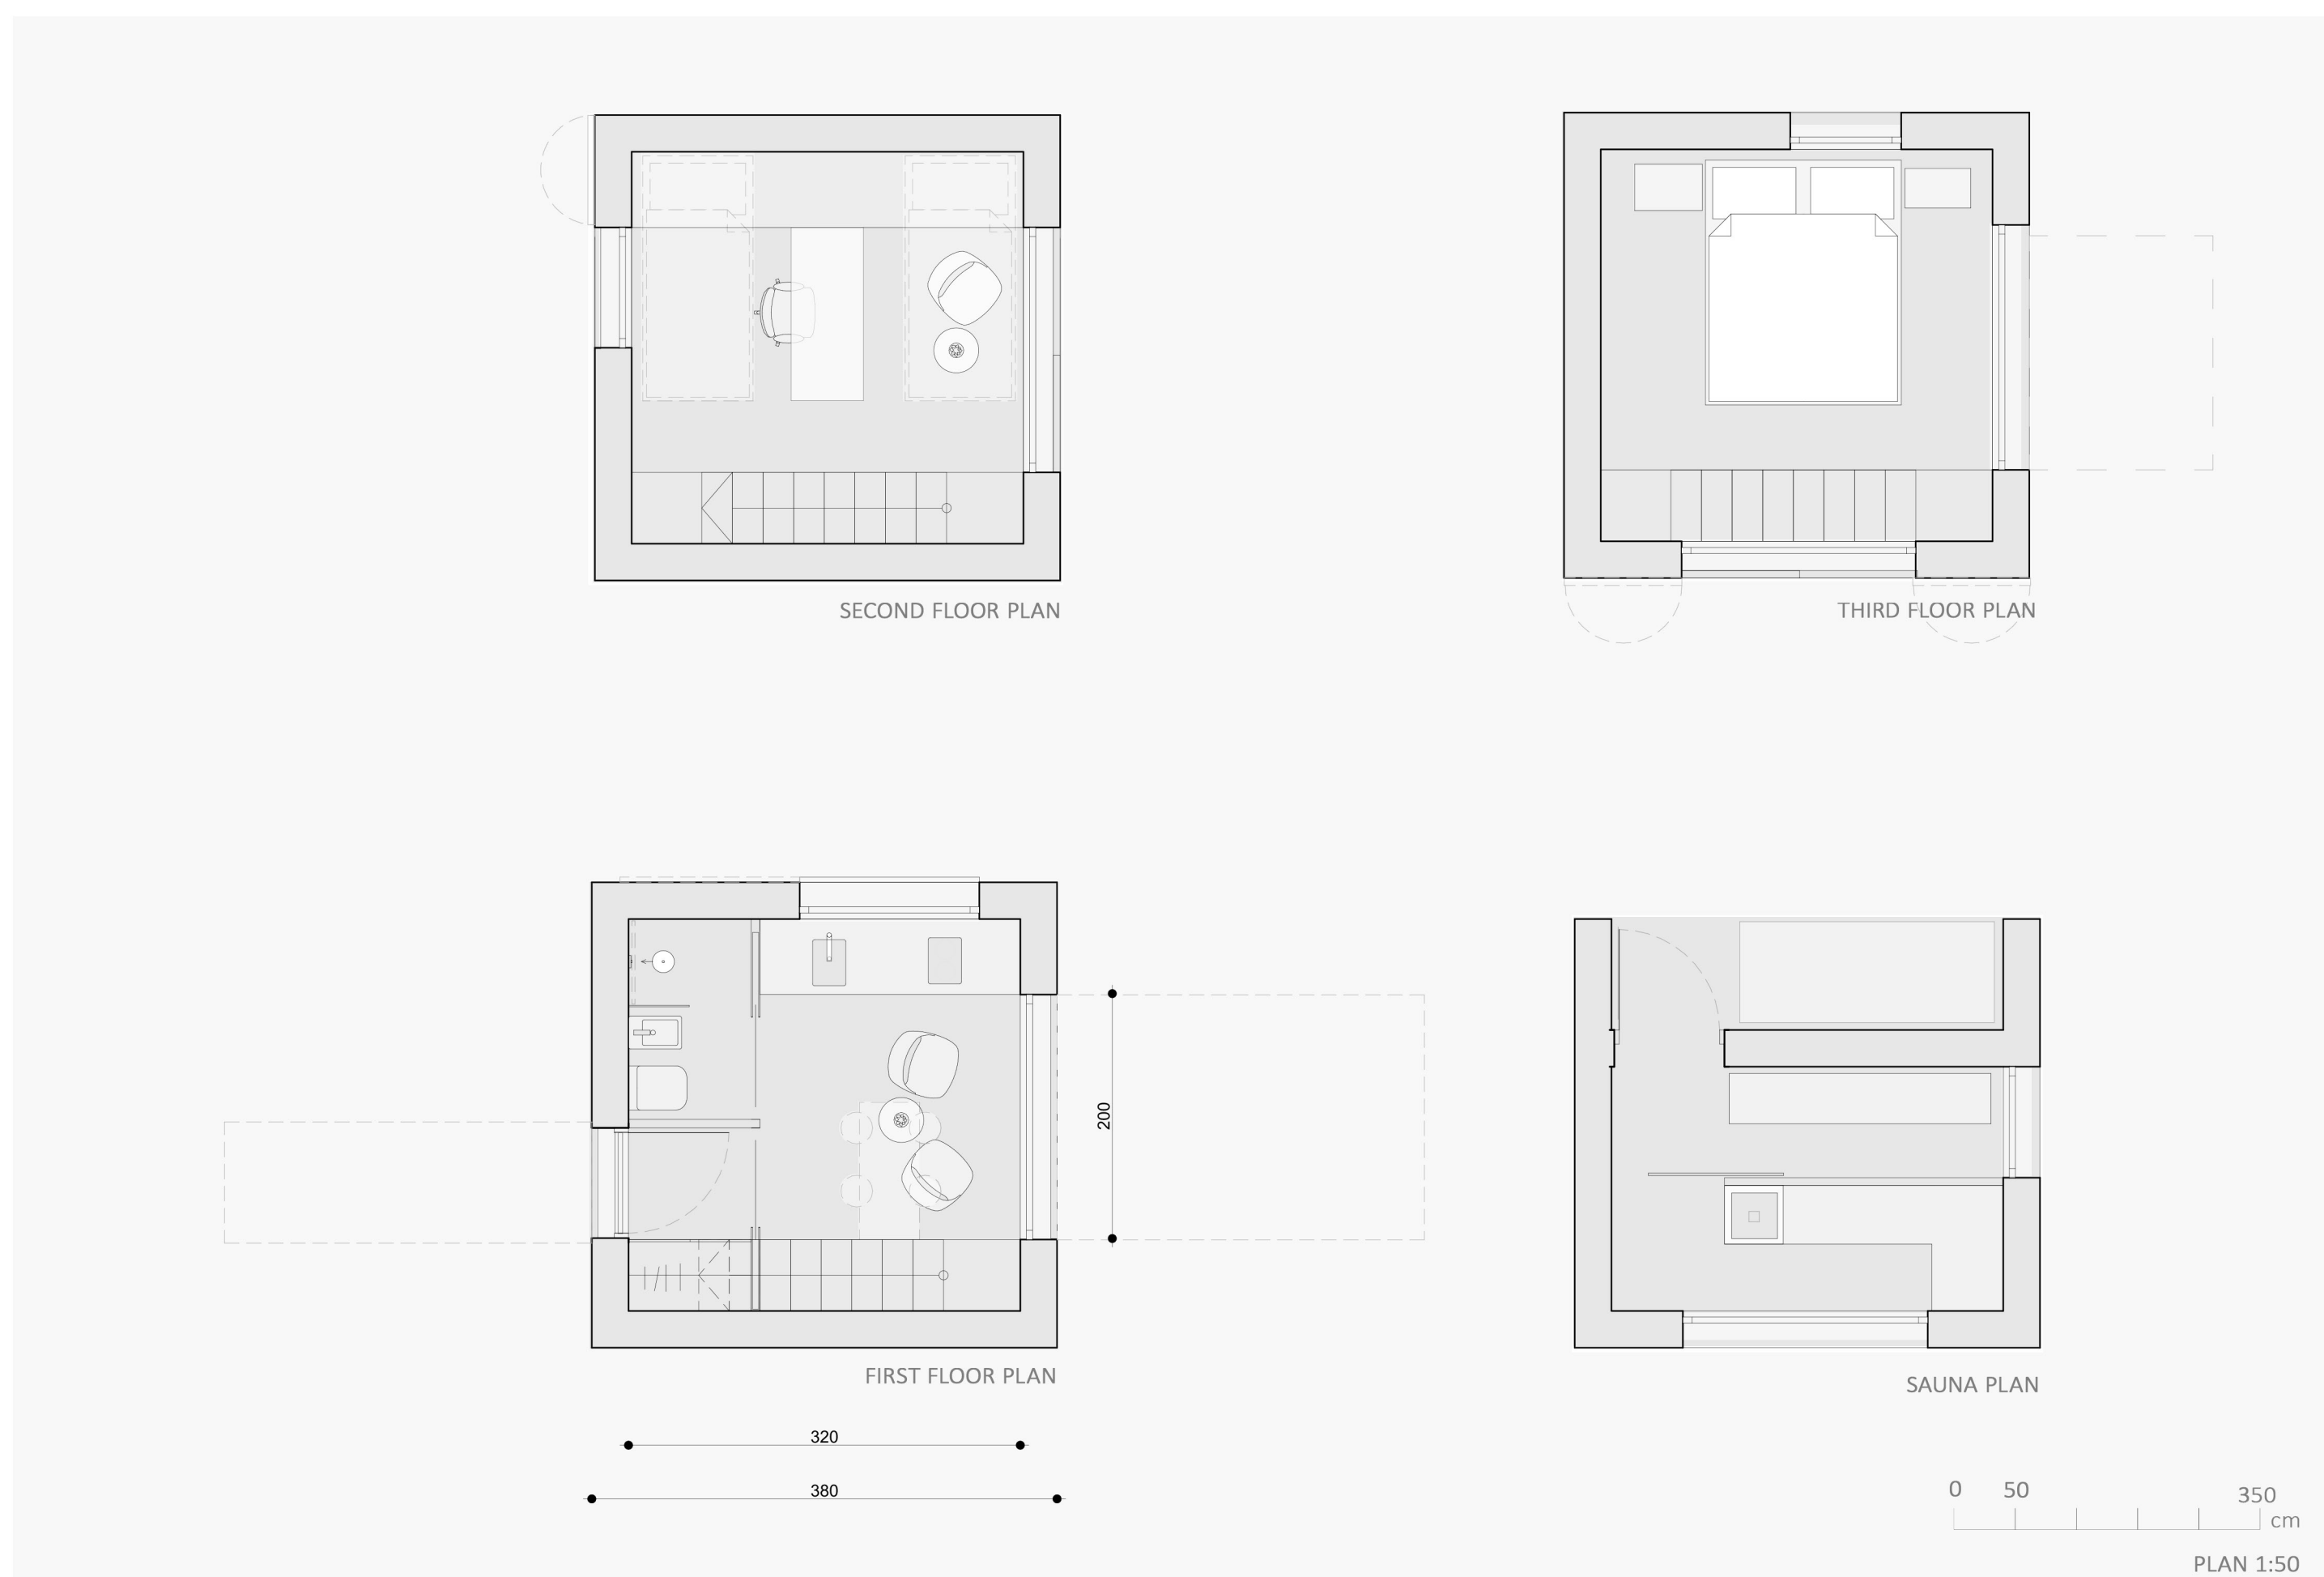 SECOND FLOOR PLAN
THIRD FLOOR PLAN
200
FIRST FLOOR PLAN
SAUNA PLAN
320
380
0 50 350
cm
PLAN 1:50